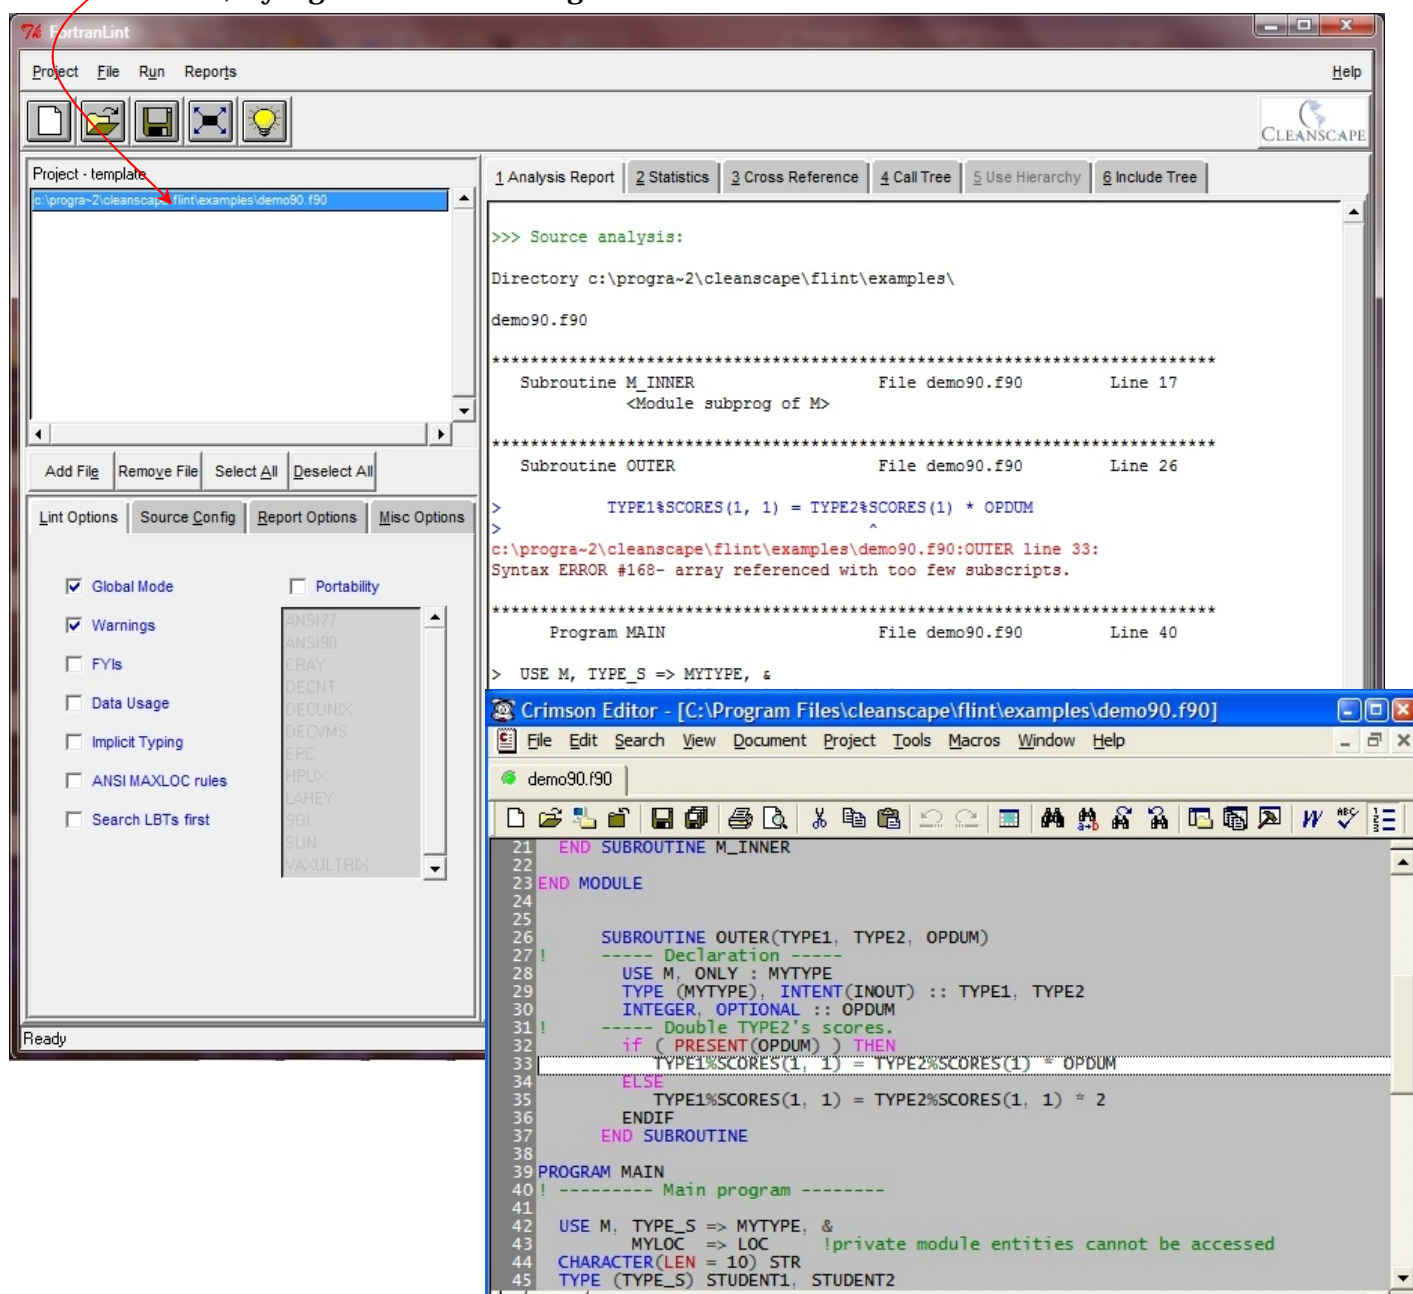 FortranLint
Project File Run Reports Help
CLEANSCAPE
Project - template
c:\progra~2\cleanscape\flint\examples\demo90.f90
Add File Remove File Select All Deselect All
Lint Options Source Config Report Options Misc Options
Global Mode Portability
Warnings
FYIs
Data Usage
Implicit Typing
ANSI MAXLOC rules
Search LBTs first
ANSI77
ANSI90
CRAY
DECNT
DECUNIX
DECVMS
EPC
HPUX
LAHEY
SGI
SUN
VAXULTRIX
Ready
1 Analysis Report 2 Statistics 3 Cross Reference 4 Call Tree 5 Use Hierarchy 6 Include Tree
>>> Source analysis:
Directory c:\progra~2\cleanscape\flint\examples\
demo90.f90
***************************************************************************
Subroutine M_INNER File demo90.f90 Line 17
<Module subprog of M>
***************************************************************************
Subroutine OUTER File demo90.f90 Line 26
> TYPE1%SCORES(1, 1) = TYPE2%SCORES(1) * OPDUM
> ^
c:\progra~2\cleanscape\flint\examples\demo90.f90:OUTER line 33:
Syntax ERROR #168- array referenced with too few subscripts.
***************************************************************************
Program MAIN File demo90.f90 Line 40
> USE M, TYPE_S => MYTYPE, &
Crimson Editor - [C:\Program Files\cleanscape\flint\examples\demo90.f90]
File Edit Search View Document Project Tools Macros Window Help
demo90.f90
21 END SUBROUTINE M_INNER
22
23 END MODULE
24
25
26 SUBROUTINE OUTER(TYPE1, TYPE2, OPDUM)
27 ! ----- Declaration -----
28 USE M, ONLY : MYTYPE
29 TYPE (MYTYPE), INTENT(INOUT) :: TYPE1, TYPE2
30 INTEGER, OPTIONAL :: OPDUM
31 ! ----- Double TYPE2's scores.
32 if ( PRESENT(OPDUM) ) THEN
33 TYPE1%SCORES(1, 1) = TYPE2%SCORES(1) * OPDUM
34 ELSE
35 TYPE1%SCORES(1, 1) = TYPE2%SCORES(1, 1) * 2
36 ENDIF
37 END SUBROUTINE
38
39 PROGRAM MAIN
40 ! --------- Main program --------
41
42 USE M, TYPE_S => MYTYPE, &
43 MYLOC => LOC !private module entities cannot be accessed
44 CHARACTER(LEN = 10) STR
45 TYPE (TYPE_S) STUDENT1, STUDENT2